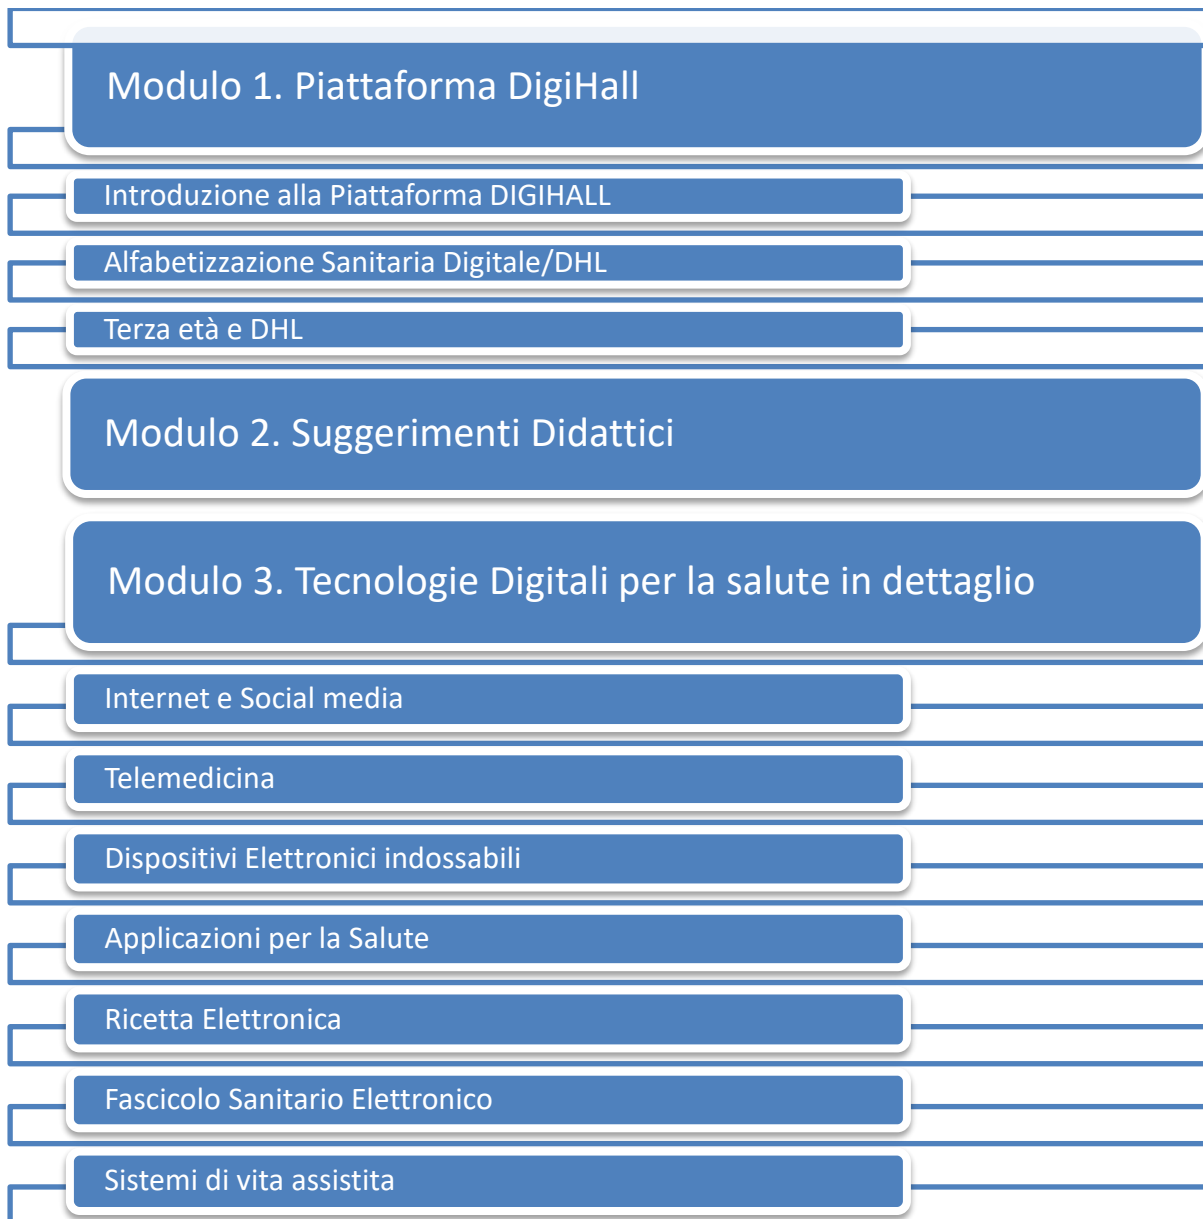 Modulo 1. Piattaforma DigiHall
Introduzione alla Piattaforma DIGIHALL
Alfabetizzazione Sanitaria Digitale/DHL
Terza età e DHL
Modulo 2. Suggerimenti Didattici
Modulo 3. Tecnologie Digitali per la salute in dettaglio
Internet e Social media
Telemedicina
Dispositivi Elettronici indossabili
Applicazioni per la Salute
Ricetta Elettronica
Fascicolo Sanitario Elettronico
Sistemi di vita assistita